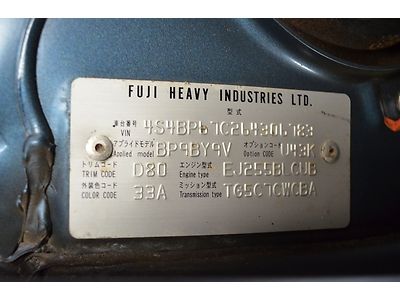 FUJI HEAVY INDUSTRIES LTD.
型式
車台番号
VIN 4S4BP67C264306783
アプライドモデル オプションコード
Applied model BP9BY9V Option CODE U43K
トリムコード エンジン型式
TRIM CODE D80 Engine type EJ255BLCUB
外装色コード ミッション型式
COLOR CODE 33A Transmission type TG5C7CWCBA